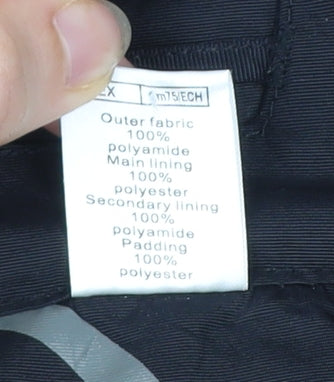 Outer fabric
100%
polyamide
Main lining
100%
polyester
Secondary lining
100%
polyamide
Padding
100%
polyester